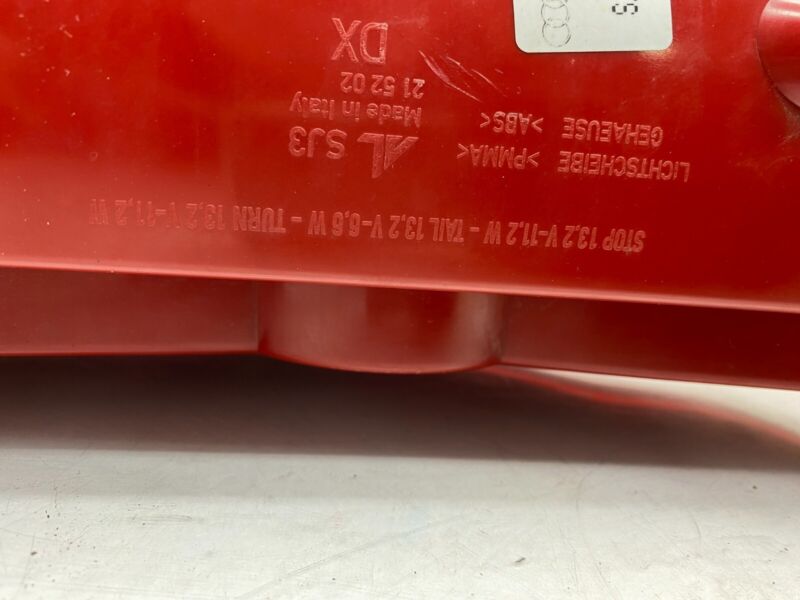 STOP 13,2 V-11,2 W - TAIL 13,2 V-6,6 W - TURN 13,2 V-11,2 W
LICHTSCHEIBE >PMMA<
GEHAEUSE >ABS<
AL SJ3
Made in Italy
21 52 02
DX